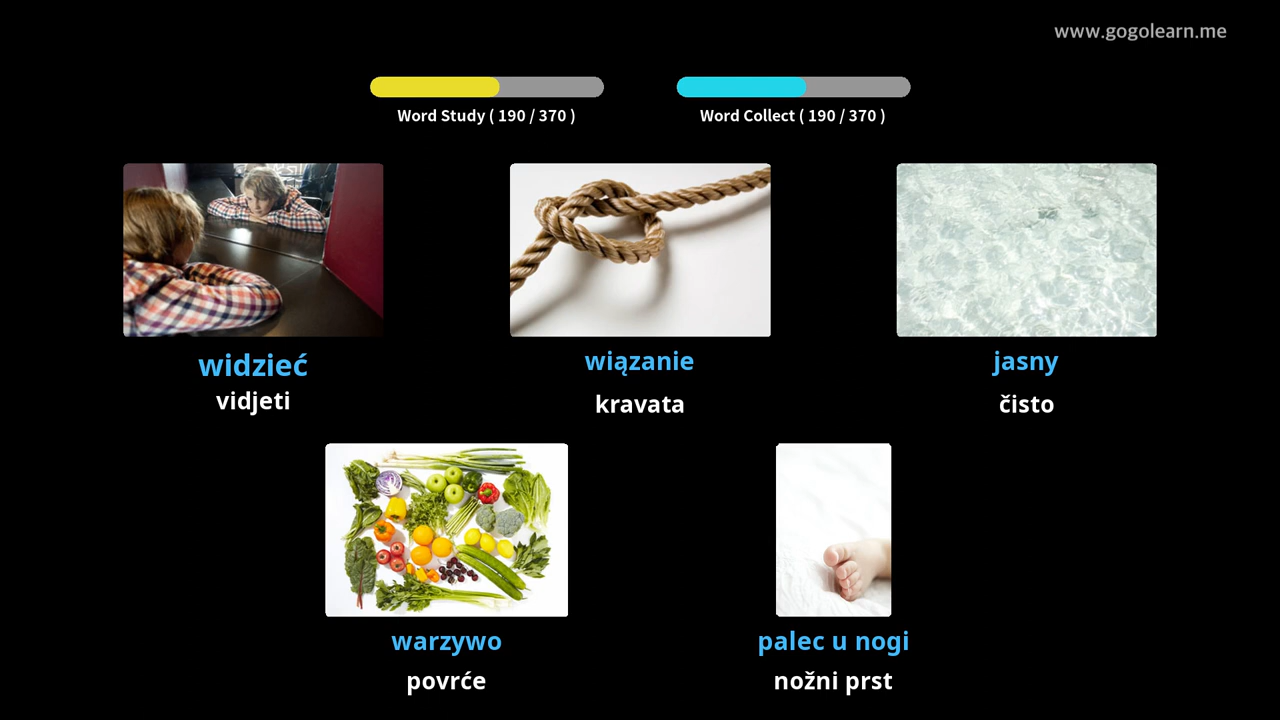 www.gogolearn.me
Word Study ( 190 / 370 )
Word Collect ( 190 / 370 )
widzieć
vidjeti
wiązanie
kravata
jasny
čisto
warzywo
povrće
palec u nogi
nožni prst